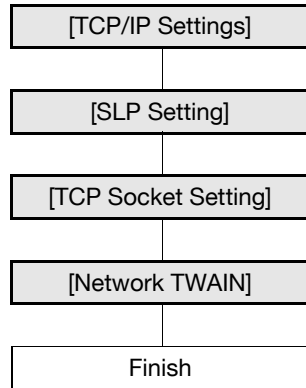 [TCP/IP Settings]
[SLP Setting]
[TCP Socket Setting]
[Network TWAIN]
Finish